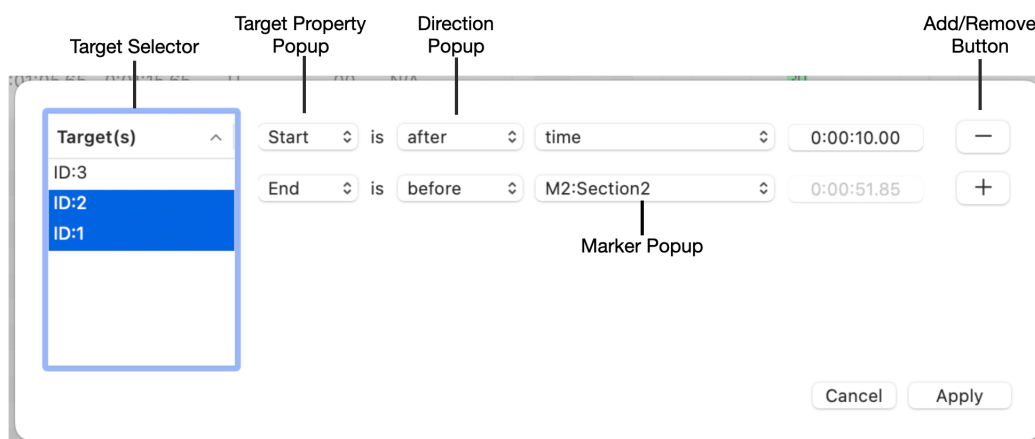 Target Selector
Target Property
Popup
Direction
Popup
Add/Remove
Button
Target(s)
Start is after time 0:00:10.00
ID:3
End is before M2:Section2 0:00:51.85
ID:2
ID:1
Marker Popup
Cancel Apply